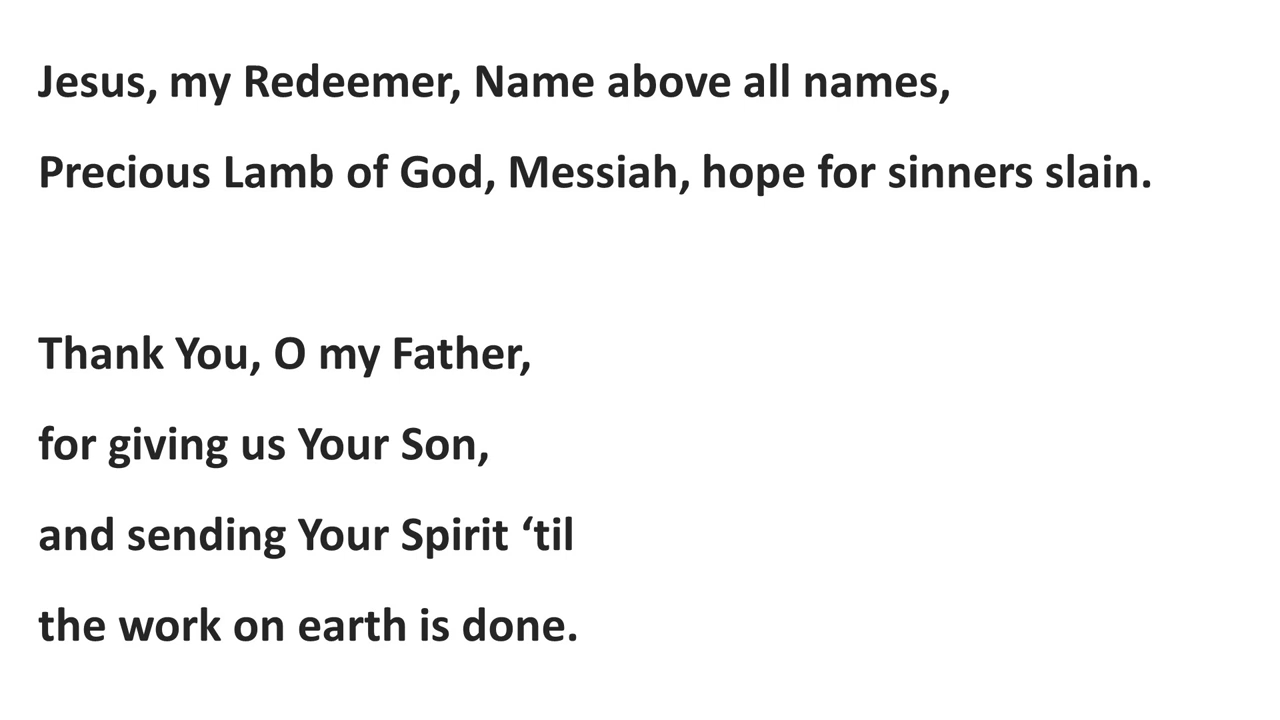 Jesus, my Redeemer, Name above all names,
Precious Lamb of God, Messiah, hope for sinners slain.
Thank You, O my Father,
for giving us Your Son,
and sending Your Spirit ‘til
the work on earth is done.